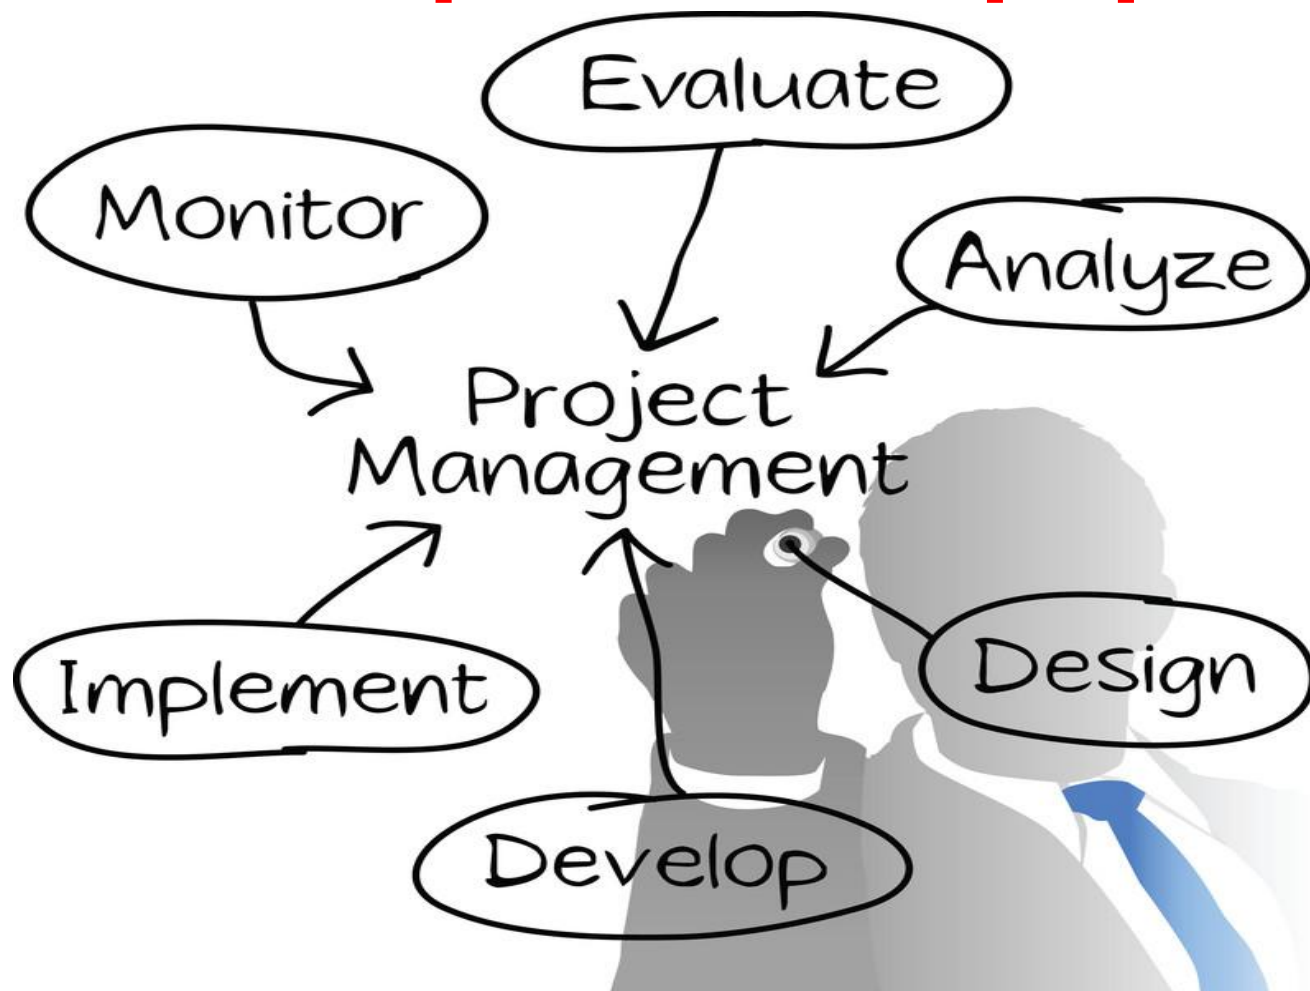 Evaluate
Monitor
Analyze
Project
Management
Implement
Design
Develop